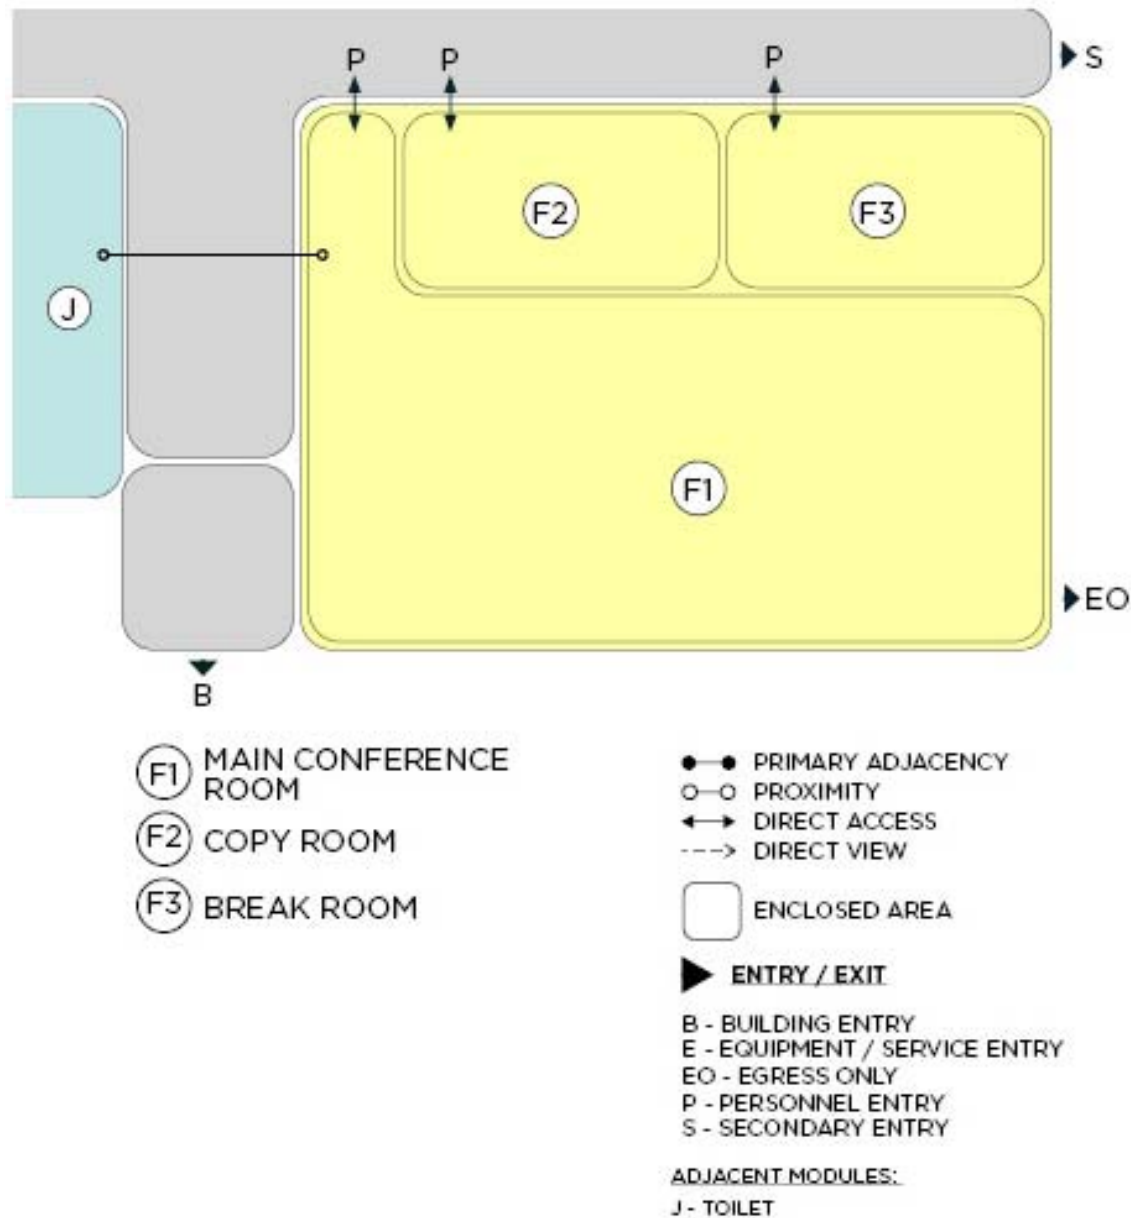 P P P S
F2 F3
J
F1
EO
B
F1 MAIN CONFERENCE
ROOM
F2 COPY ROOM
F3 BREAK ROOM
PRIMARY ADJACENCY
PROXIMITY
DIRECT ACCESS
DIRECT VIEW
ENCLOSED AREA
ENTRY / EXIT
B - BUILDING ENTRY
E - EQUIPMENT / SERVICE ENTRY
EO - EGRESS ONLY
P - PERSONNEL ENTRY
S - SECONDARY ENTRY
ADJACENT MODULES:
J - TOILET